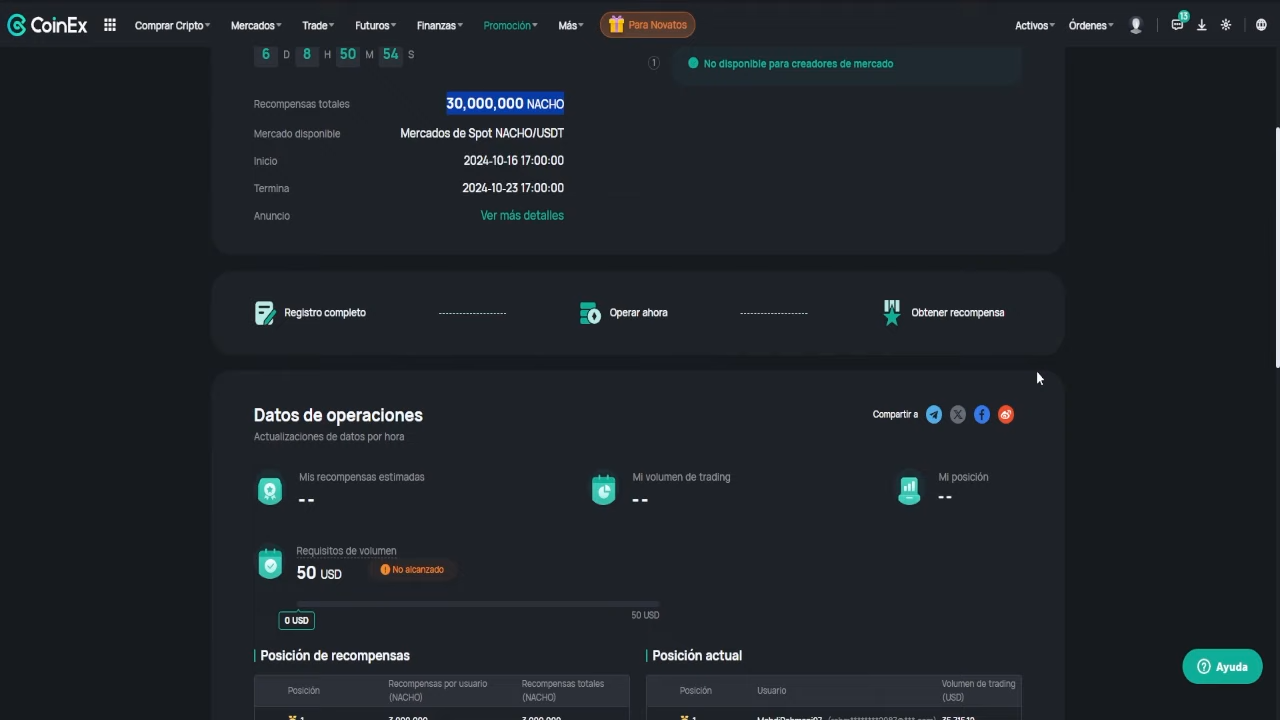 CoinEx
Comprar Cripto
Mercados
Trade
Futuros
Finanzas
Promoción
Más
Para Novatos
Activos
Órdenes
13
6 D 8 H 50 M 54 S
1
No disponible para creadores de mercado
Recompensas totales 30,000,000 NACHO
Mercado disponible Mercados de Spot NACHO/USDT
Inicio 2024-10-16 17:00:00
Termina 2024-10-23 17:00:00
Anuncio Ver más detalles
Registro completo
Operar ahora
Obtener recompensa
Datos de operaciones
Actualizaciones de datos por hora
Compartir a
Mis recompensas estimadas
--
Mi volumen de trading
--
Mi posición
--
Requisitos de volumen
50 USD
No alcanzado
0 USD
50 USD
Posición de recompensas
Posición Recompensas por usuario (NACHO) Recompensas totales (NACHO)
Posición actual
Posición Usuario Volumen de trading (USD)
Ayuda